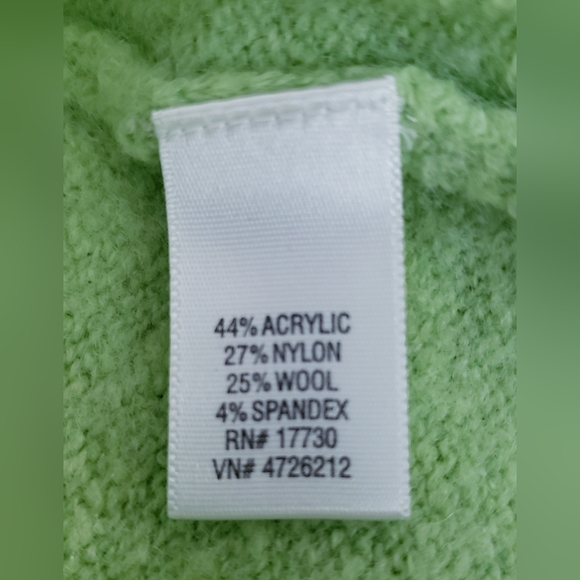 44% ACRYLIC
27% NYLON
25% WOOL
4% SPANDEX
RN# 17730
VN# 4726212